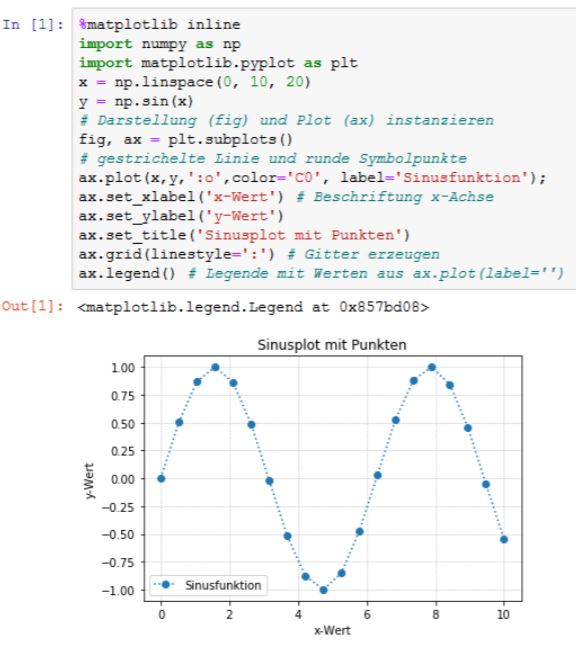 In [1]: %matplotlib inline
import numpy as np
import matplotlib.pyplot as plt
x = np.linspace(0, 10, 20)
y = np.sin(x)
# Darstellung (fig) und Plot (ax) instanzieren
fig, ax = plt.subplots()
# gestrichelte Linie und runde Symbolpunkte
ax.plot(x,y,':o',color='C0', label='Sinusfunktion');
ax.set_xlabel('x-Wert') # Beschriftung x-Achse
ax.set_ylabel('y-Wert')
ax.set_title('Sinusplot mit Punkten')
ax.grid(linestyle=':') # Gitter erzeugen
ax.legend() # Legende mit Werten aus ax.plot(label='')
Out[1]: <matplotlib.legend.Legend at 0x857bd08>
Sinusplot mit Punkten
1.00
0.75
0.50
0.25
0.00
−0.25
−0.50
−0.75
−1.00
y-Wert
Sinusfunktion
0 2 4 6 8 10
x-Wert